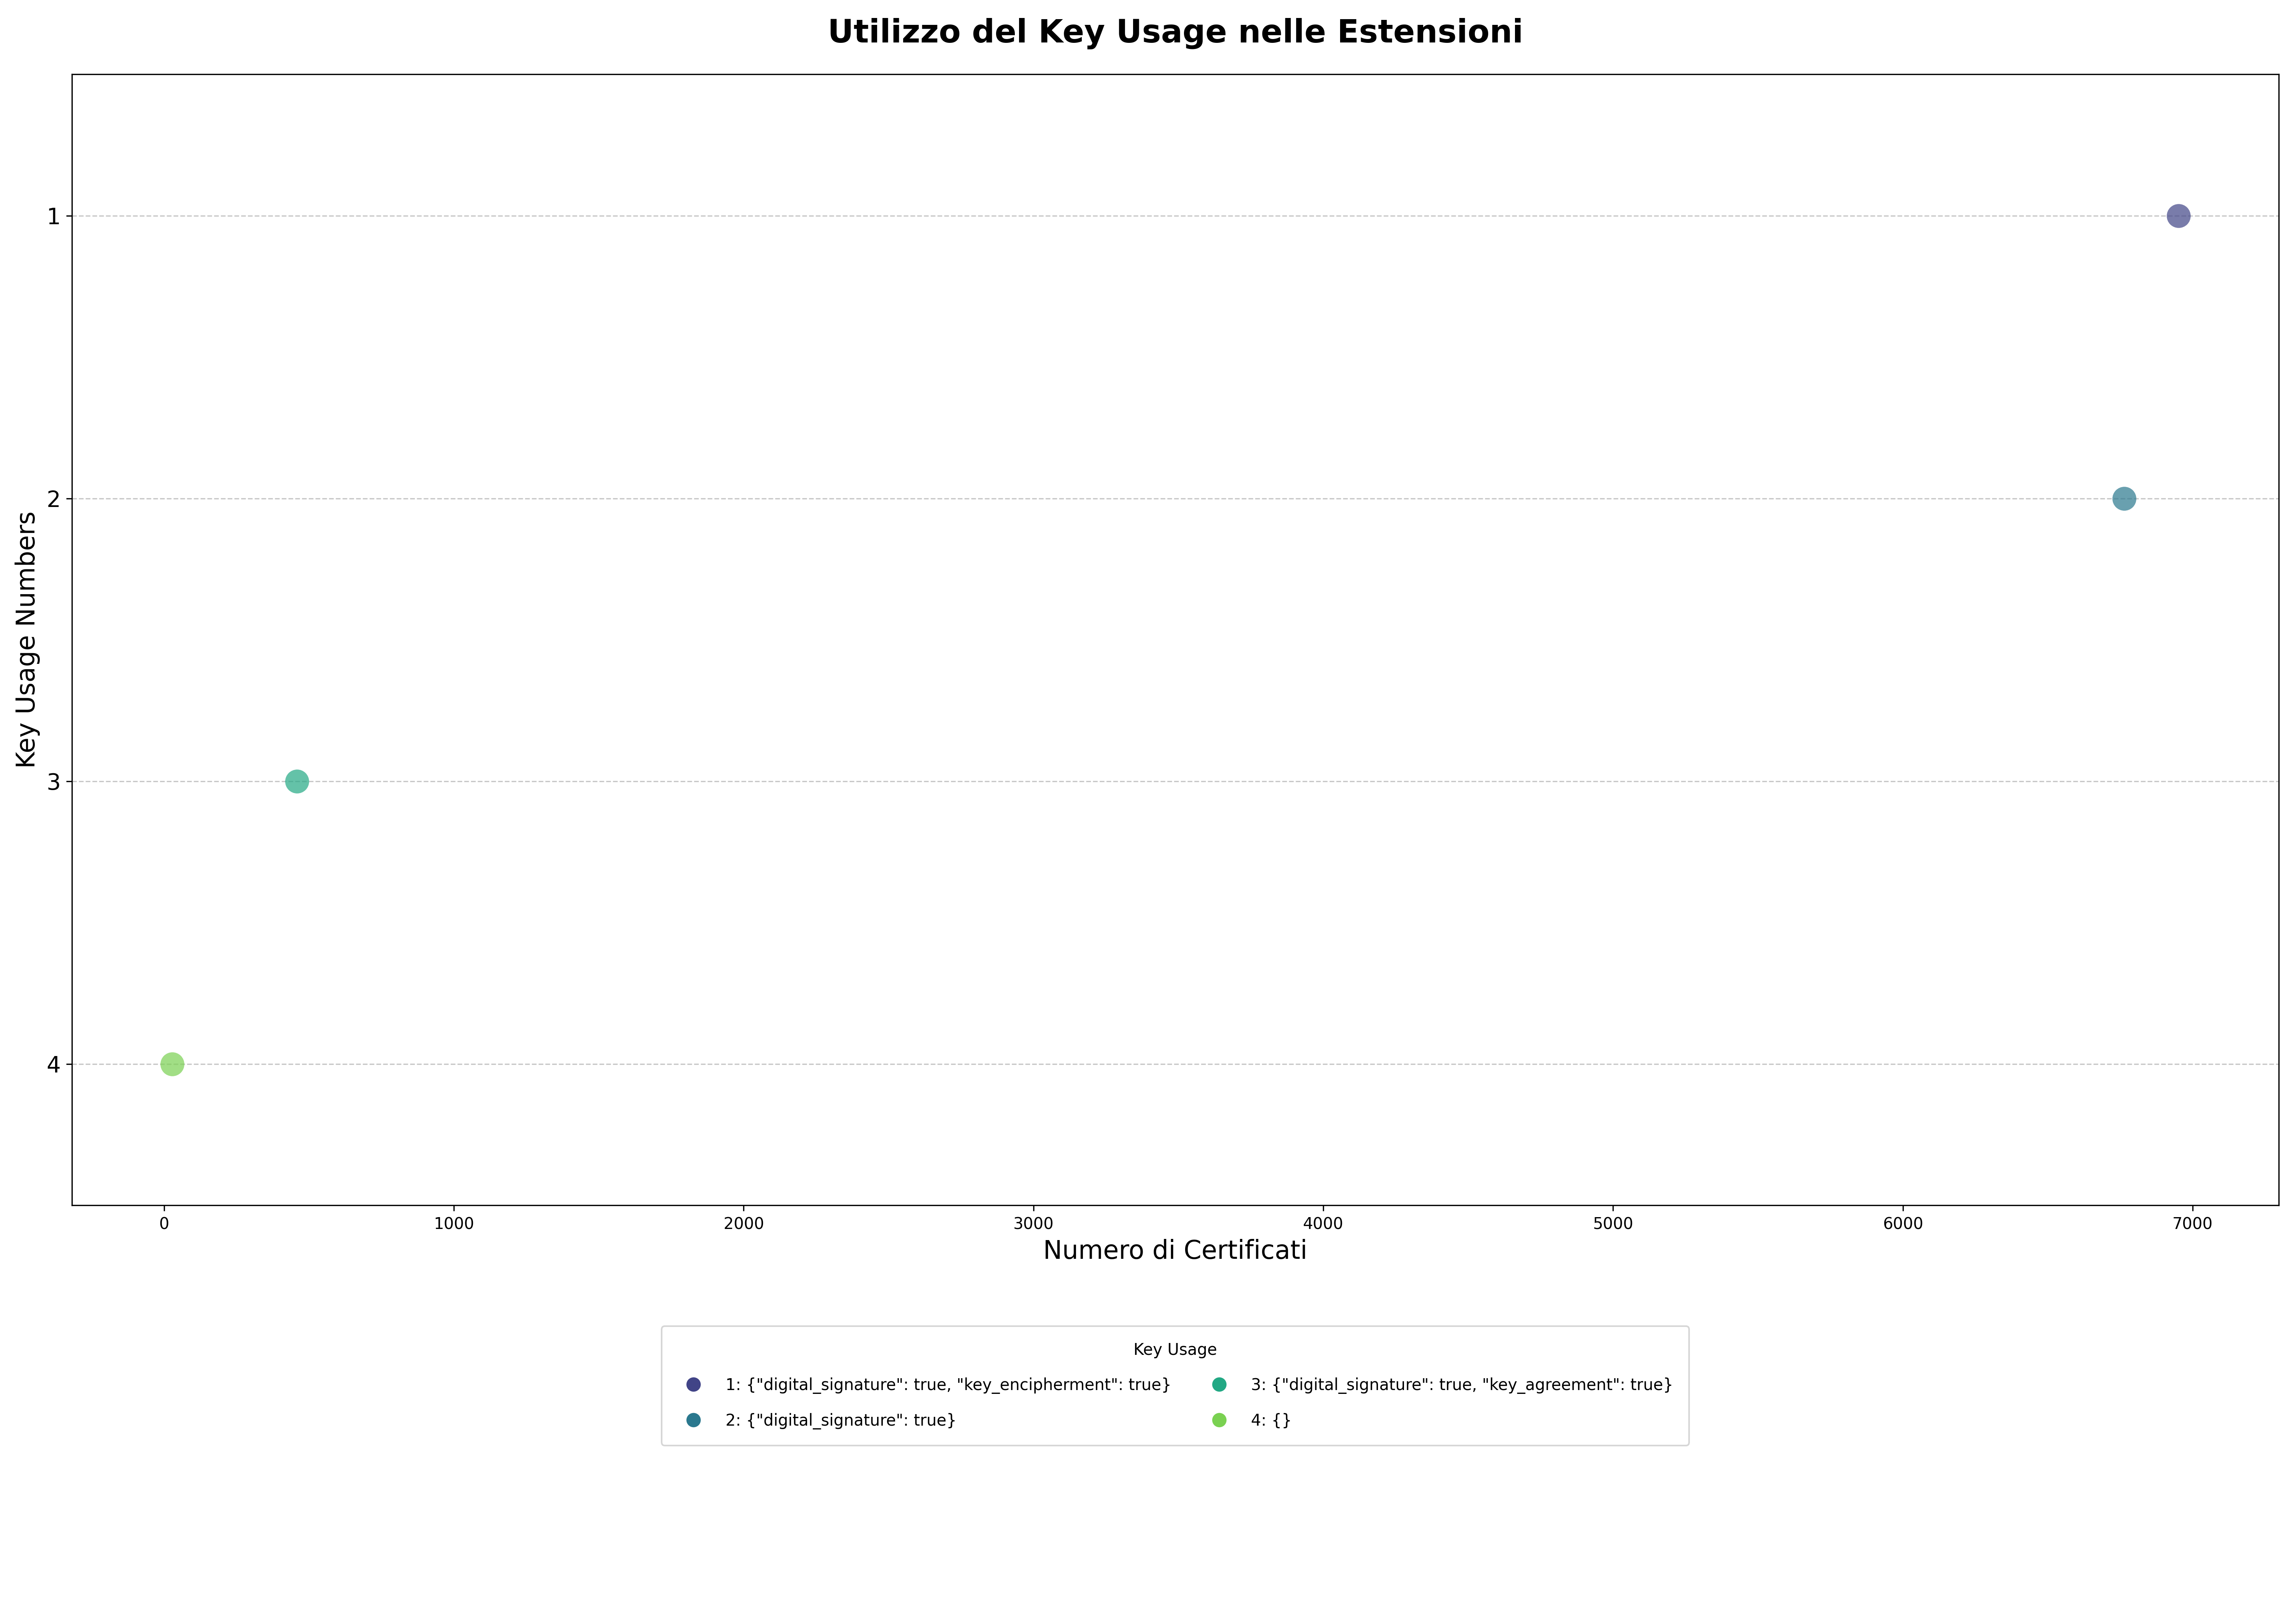 Utilizzo del Key Usage nelle Estensioni
Key Usage Numbers
1
2
3
4
0 1000 2000 3000 4000 5000 6000 7000
Numero di Certificati
Key Usage
1: {"digital_signature": true, "key_encipherment": true}
2: {"digital_signature": true}
3: {"digital_signature": true, "key_agreement": true}
4: {}